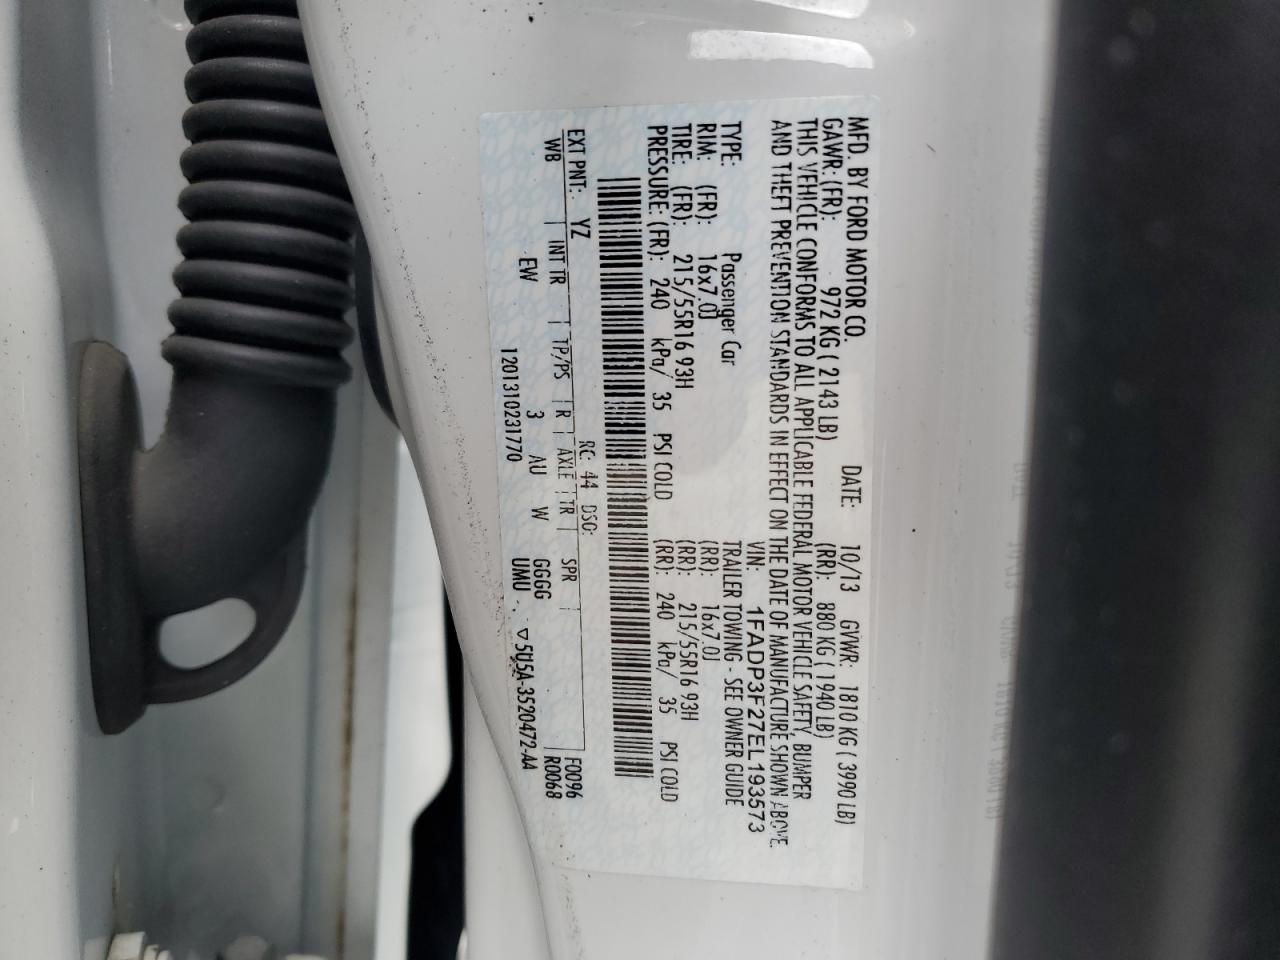 MFD. BY FORD MOTOR CO.
DATE: 10/13 GVWR: 1810 KG ( 3990 LB)
GAWR: (FR): 972 KG ( 2143 LB) (RR): 880 KG ( 1940 LB)
THIS VEHICLE CONFORMS TO ALL APPLICABLE FEDERAL MOTOR VEHICLE SAFETY, BUMPER
AND THEFT PREVENTION STANDARDS IN EFFECT ON THE DATE OF MANUFACTURE SHOWN ABOVE.
VIN: 1FADP3F27EL193573
TYPE: Passenger Car TRAILER TOWING - SEE OWNER GUIDE
RIM: (FR): 16x7.0J (RR): 16x7.0J
TIRE: (FR): 215/55R16 93H (RR): 215/55R16 93H
PRESSURE: (FR): 240 kPa/ 35 PSI COLD (RR): 240 kPa/ 35 PSI COLD
RC: 44 DSO:
EXT PNT: YZ F0096
WB INT TR TP/PS R AXLE TR SPR R0068
EW 3 AU W GGGG
UMU
1201310231770 5U5A-3520472-AA